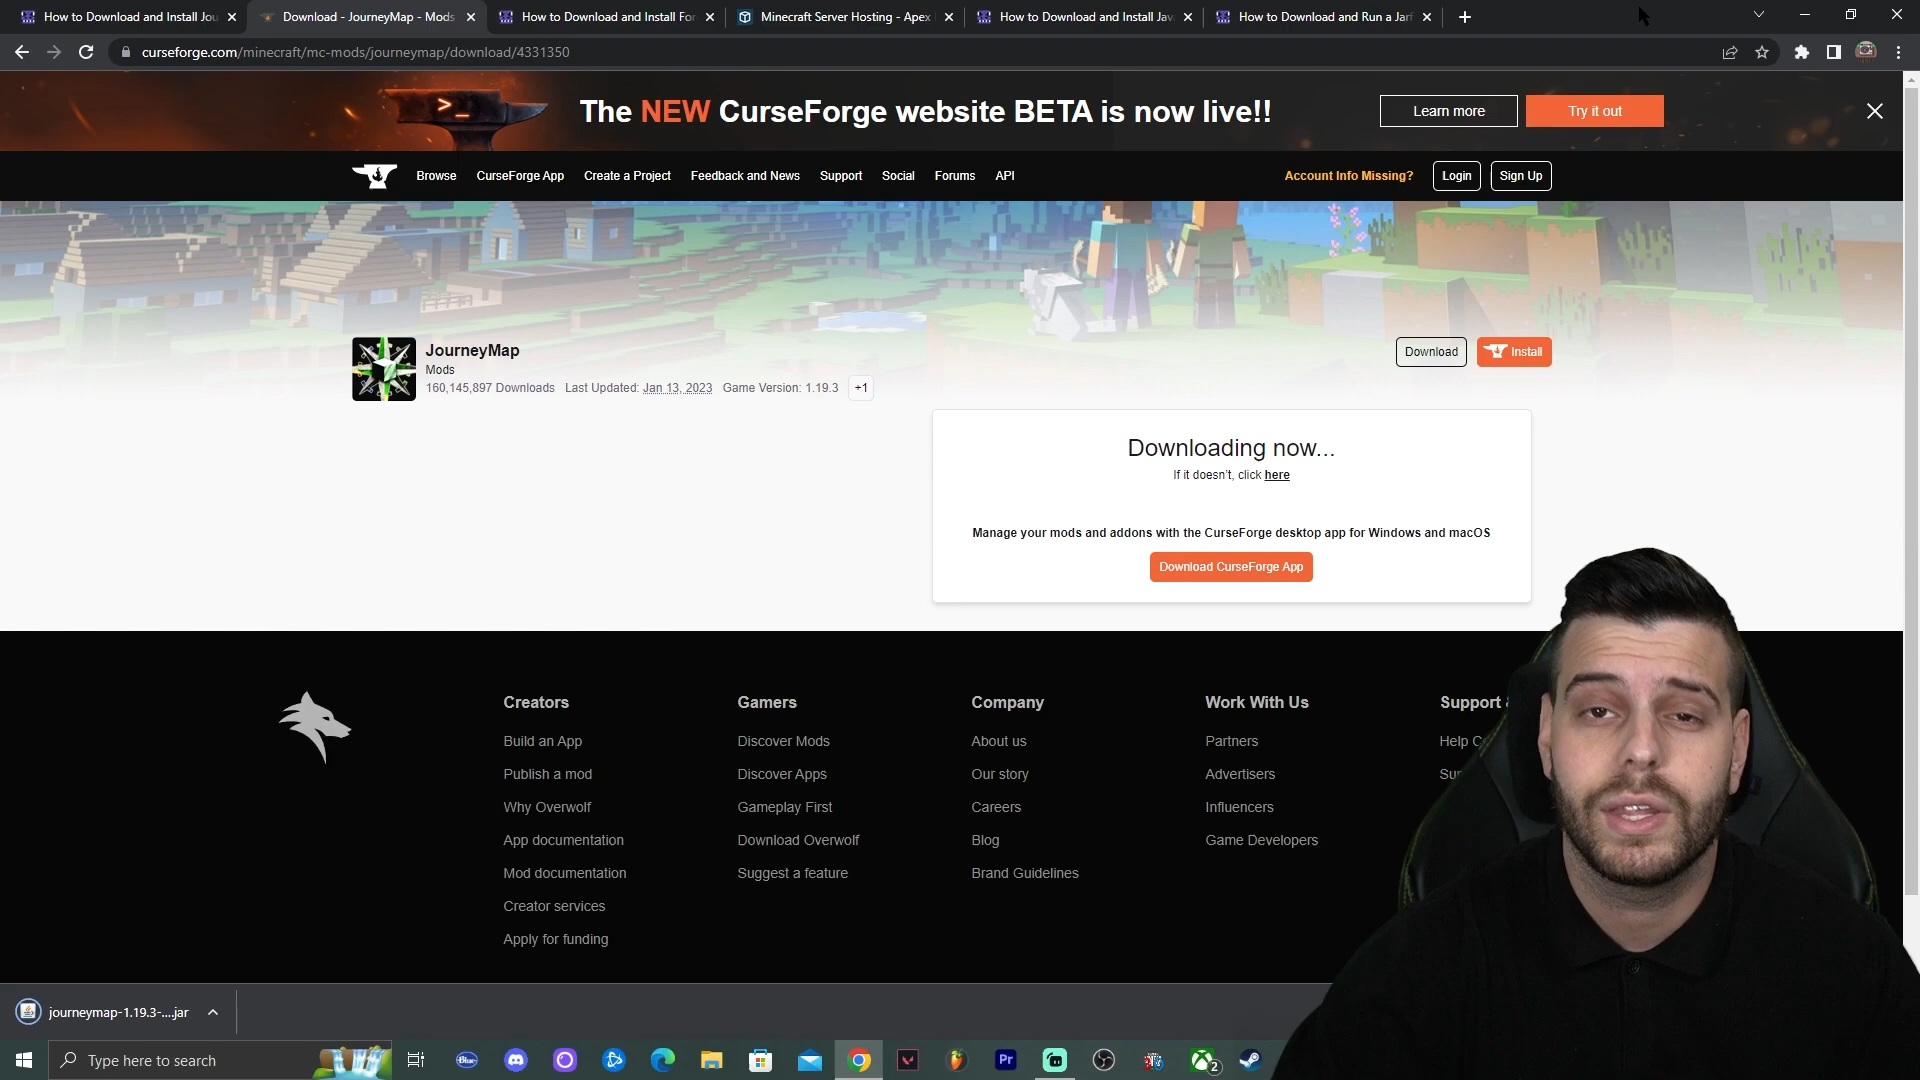 How to Download and Install Jou
Download - JourneyMap - Mods
How to Download and Install For
Minecraft Server Hosting - Apex
How to Download and Install Jav
How to Download and Run a Jarf
curseforge.com/minecraft/mc-mods/journeymap/download/4331350
The NEW CurseForge website BETA is now live!!
Learn more
Try it out
Browse
CurseForge App
Create a Project
Feedback and News
Support
Social
Forums
API
Account Info Missing?
Login
Sign Up
JourneyMap
Mods
160,145,897 Downloads Last Updated: Jan 13, 2023 Game Version: 1.19.3 +1
Download
Install
Downloading now...
If it doesn't, click here
Manage your mods and addons with the CurseForge desktop app for Windows and macOS
Download CurseForge App
Creators
Build an App
Publish a mod
Why Overwolf
App documentation
Mod documentation
Creator services
Apply for funding
Gamers
Discover Mods
Discover Apps
Gameplay First
Download Overwolf
Suggest a feature
Company
About us
Our story
Careers
Blog
Brand Guidelines
Work With Us
Partners
Advertisers
Influencers
Game Developers
Support
Help C
Su
journeymap-1.19.3-....jar
Type here to search
Blue
Pr
2